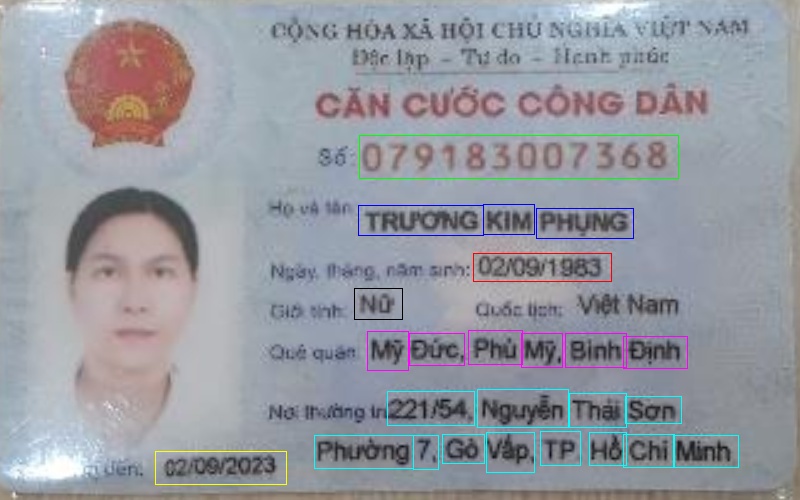 CỘNG HÒA XÃ HỘI CHỦ NGHĨA VIỆT NAM
Độc lập - Tự do - Hạnh phúc
CĂN CƯỚC CÔNG DÂN
Số: 079183007368
Họ và tên: TRƯƠNG KIM PHỤNG
Ngày, tháng, năm sinh: 02/09/1983
Giới tính: Nữ Quốc tịch: Việt Nam
Quê quán: Mỹ Đức, Phù Mỹ, Bình Định
Nơi thường trú: 221/54, Nguyễn Thái Sơn
Phường 7, Gò Vấp, TP. Hồ Chí Minh
trị đến: 02/09/2023